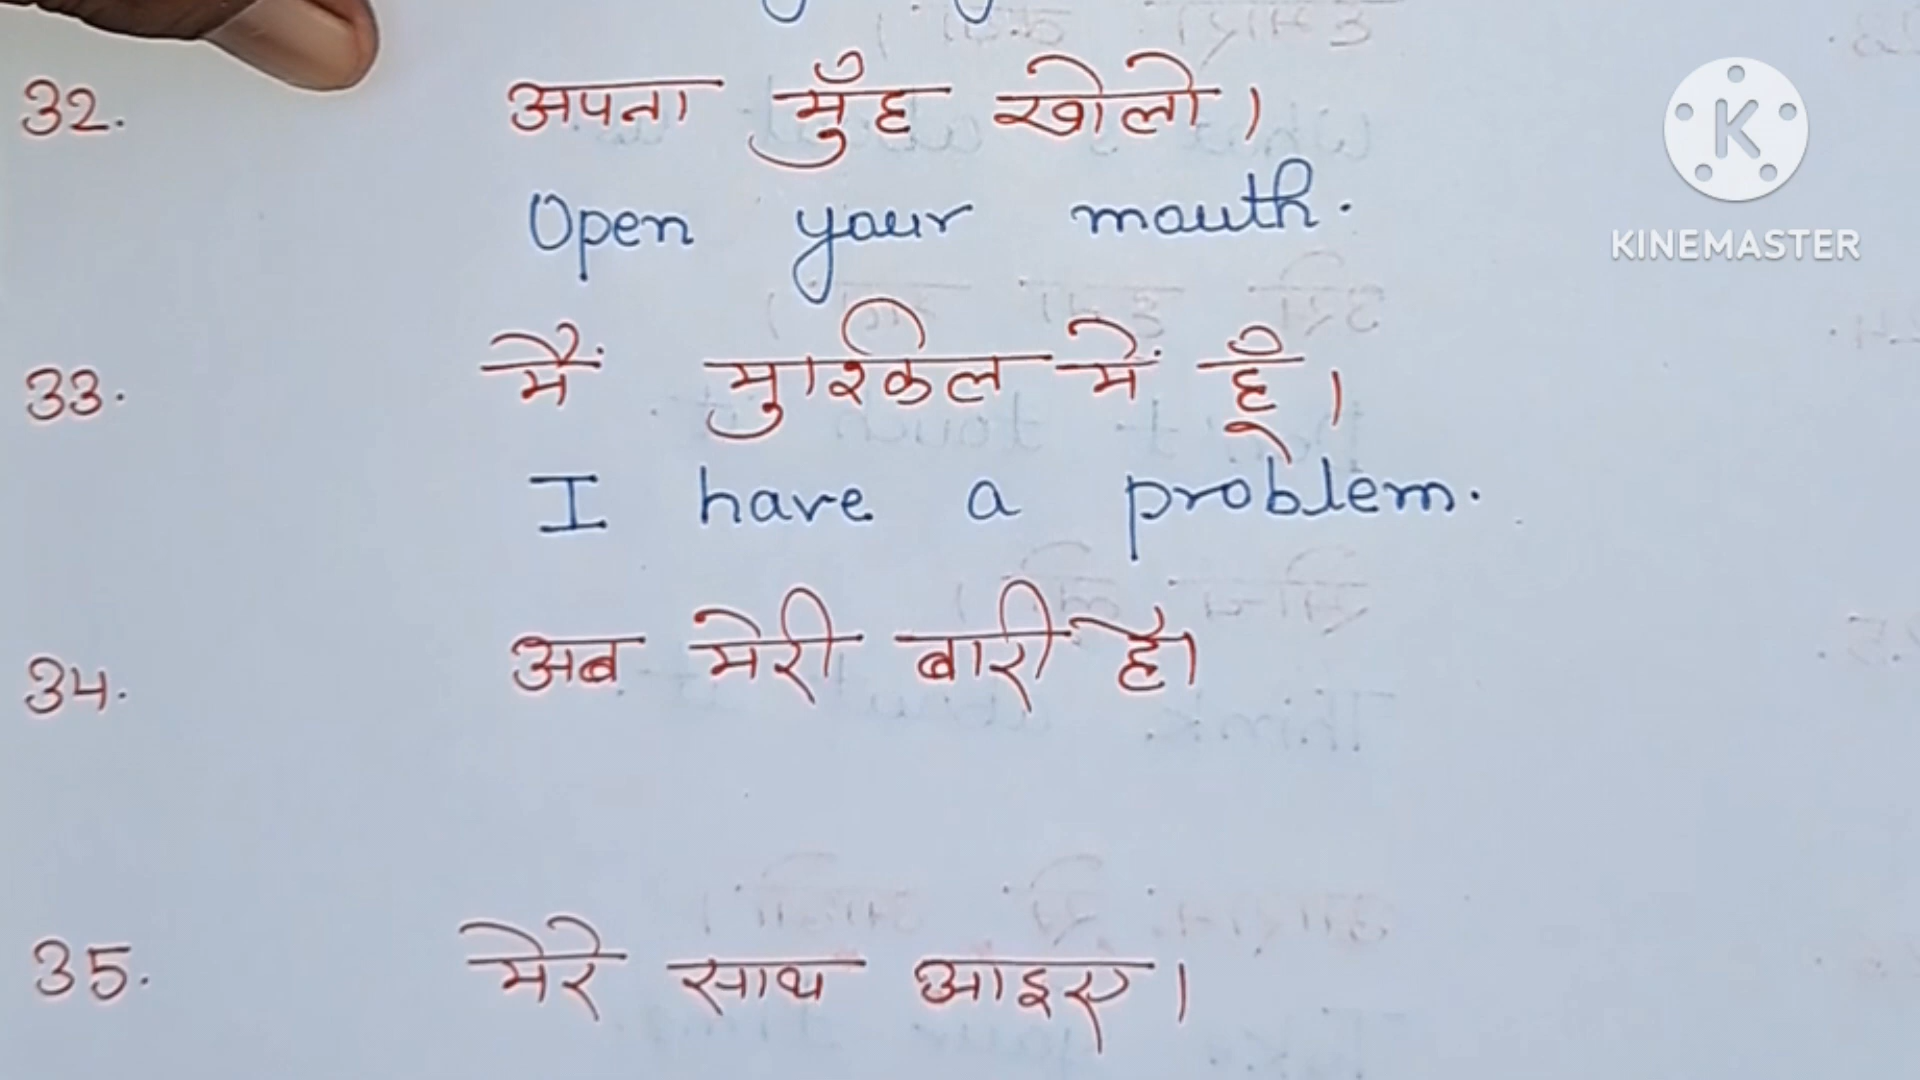 32. अपना मुँह खोलो।
Open your mouth.
33. मैं मुश्किल में हूँ।
I have a problem.
34. अब मेरी बारी है।
35. मेरे साथ आइए।
KINEMASTER